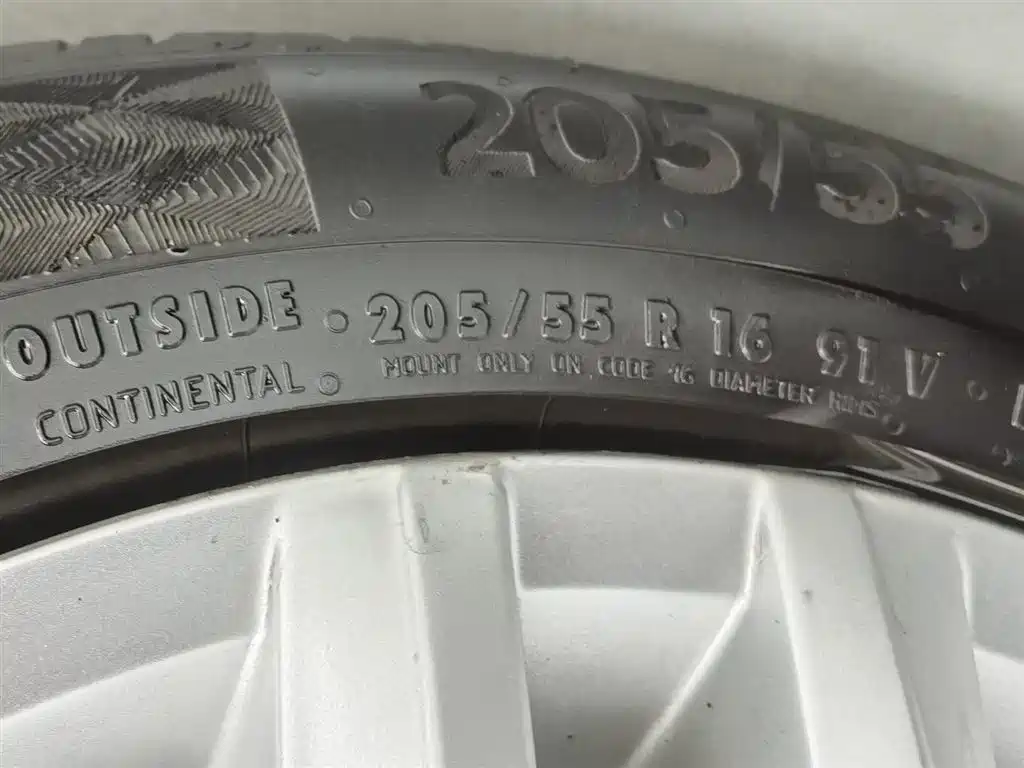 205/55
OUTSIDE 205/55 R 16 91 V
CONTINENTAL MOUNT ONLY ON CODE 16 DIAMETER RIMS